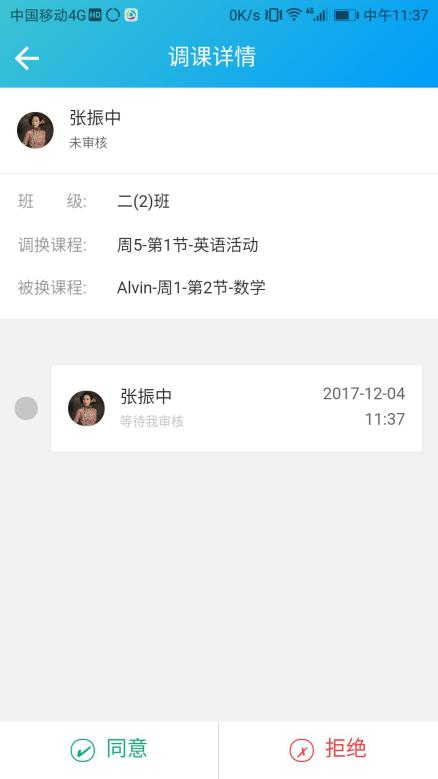 中国移动4G HD 0K/s 4G 中午11:37
调课详情
张振中
未审核
班 级: 二(2)班
调换课程: 周5-第1节-英语活动
被换课程: Alvin-周1-第2节-数学
张振中 2017-12-04
等待我审核 11:37
同意 拒绝